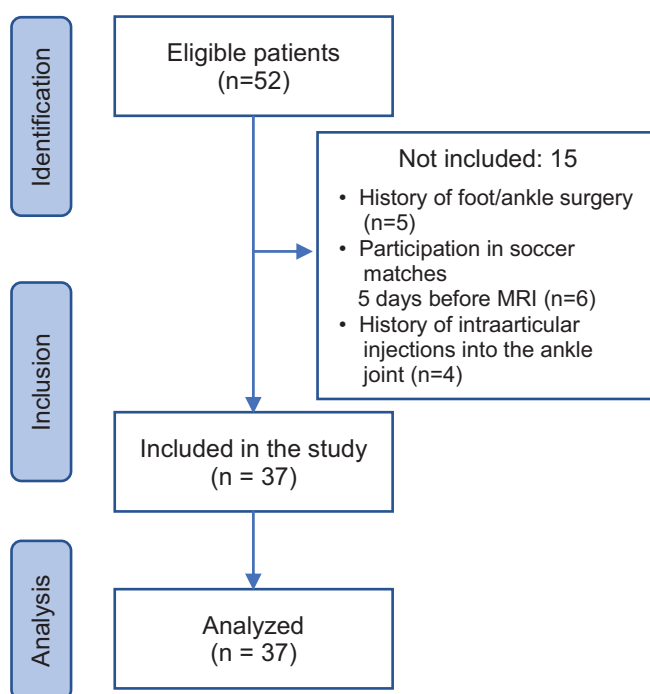 Identification
Eligible patients
(n=52)
Not included: 15
• History of foot/ankle surgery
(n=5)
• Participation in soccer
matches
5 days before MRI (n=6)
• History of intraarticular
injections into the ankle
joint (n=4)
Inclusion
Included in the study
(n = 37)
Analysis
Analyzed
(n = 37)